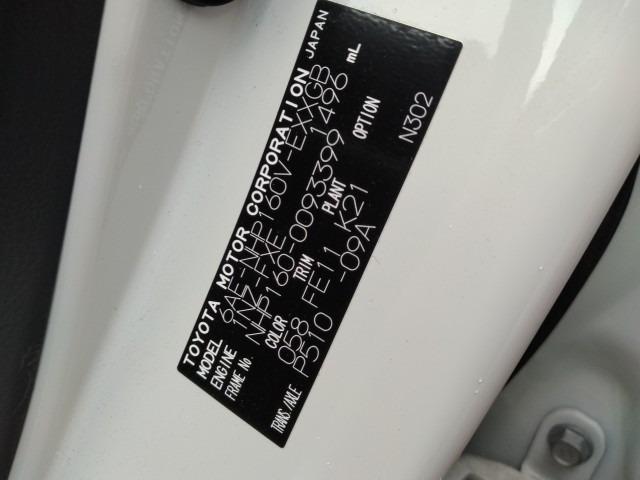 TOYOTA MOTOR CORPORATION JAPAN
MODEL 6AE-NHP160V-EXXGB
ENGINE 1NZ-FXE 1496 mL
FRAME No. NHP160-0093399
COLOR TRIM PLANT OPTION
058 FE11 K21
TRANS./AXLE P510 -09A N302